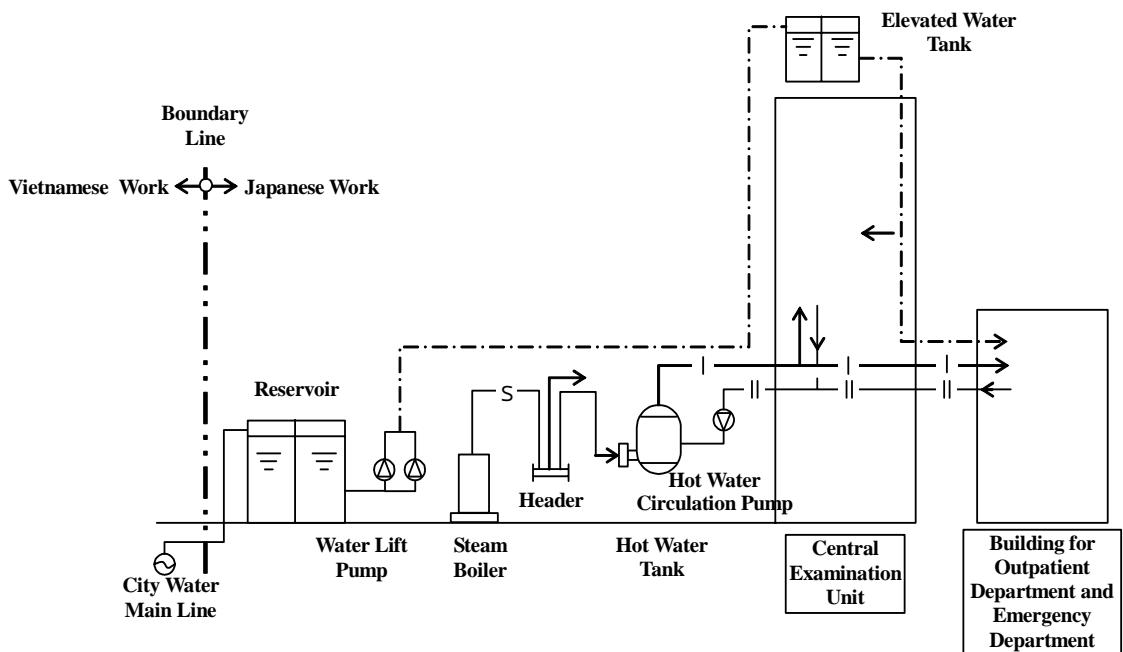 Elevated Water
Tank
Boundary
Line
Vietnamese Work
Japanese Work
Reservoir
S
Header
Hot Water
Circulation Pump
Water Lift
Pump
Steam
Boiler
Hot Water
Tank
Central
Examination
Unit
Building for
Outpatient
Department and
Emergency
Department
City Water
Main Line